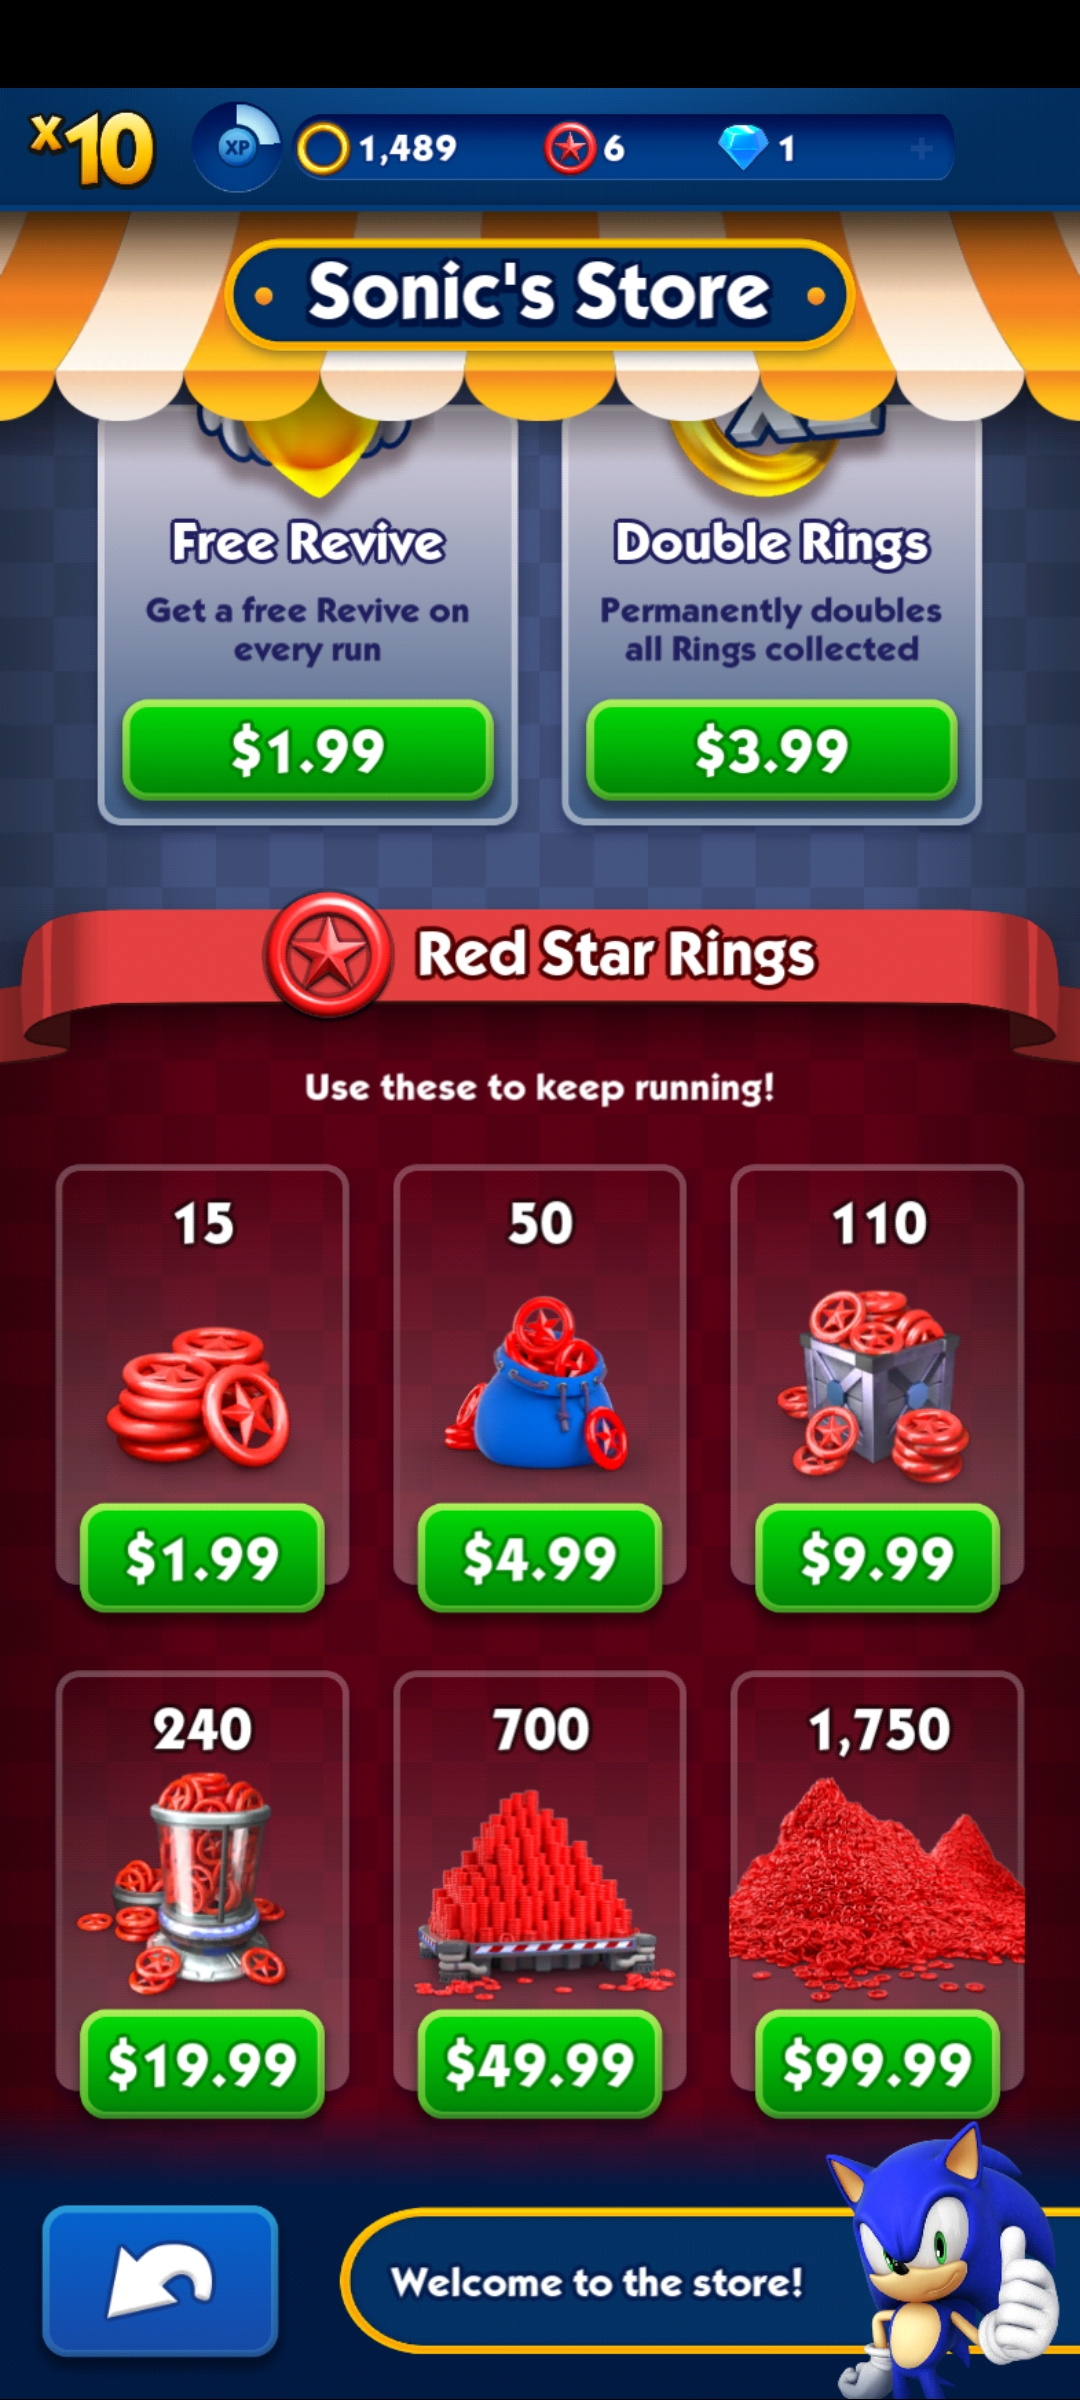 x10
XP
1,489
6
1
Sonic's Store
Free Revive
Get a free Revive on
every run
$1.99
Double Rings
Permanently doubles
all Rings collected
$3.99
Red Star Rings
Use these to keep running!
15
50
110
$1.99
$4.99
$9.99
240
700
1,750
$19.99
$49.99
$99.99
Welcome to the store!